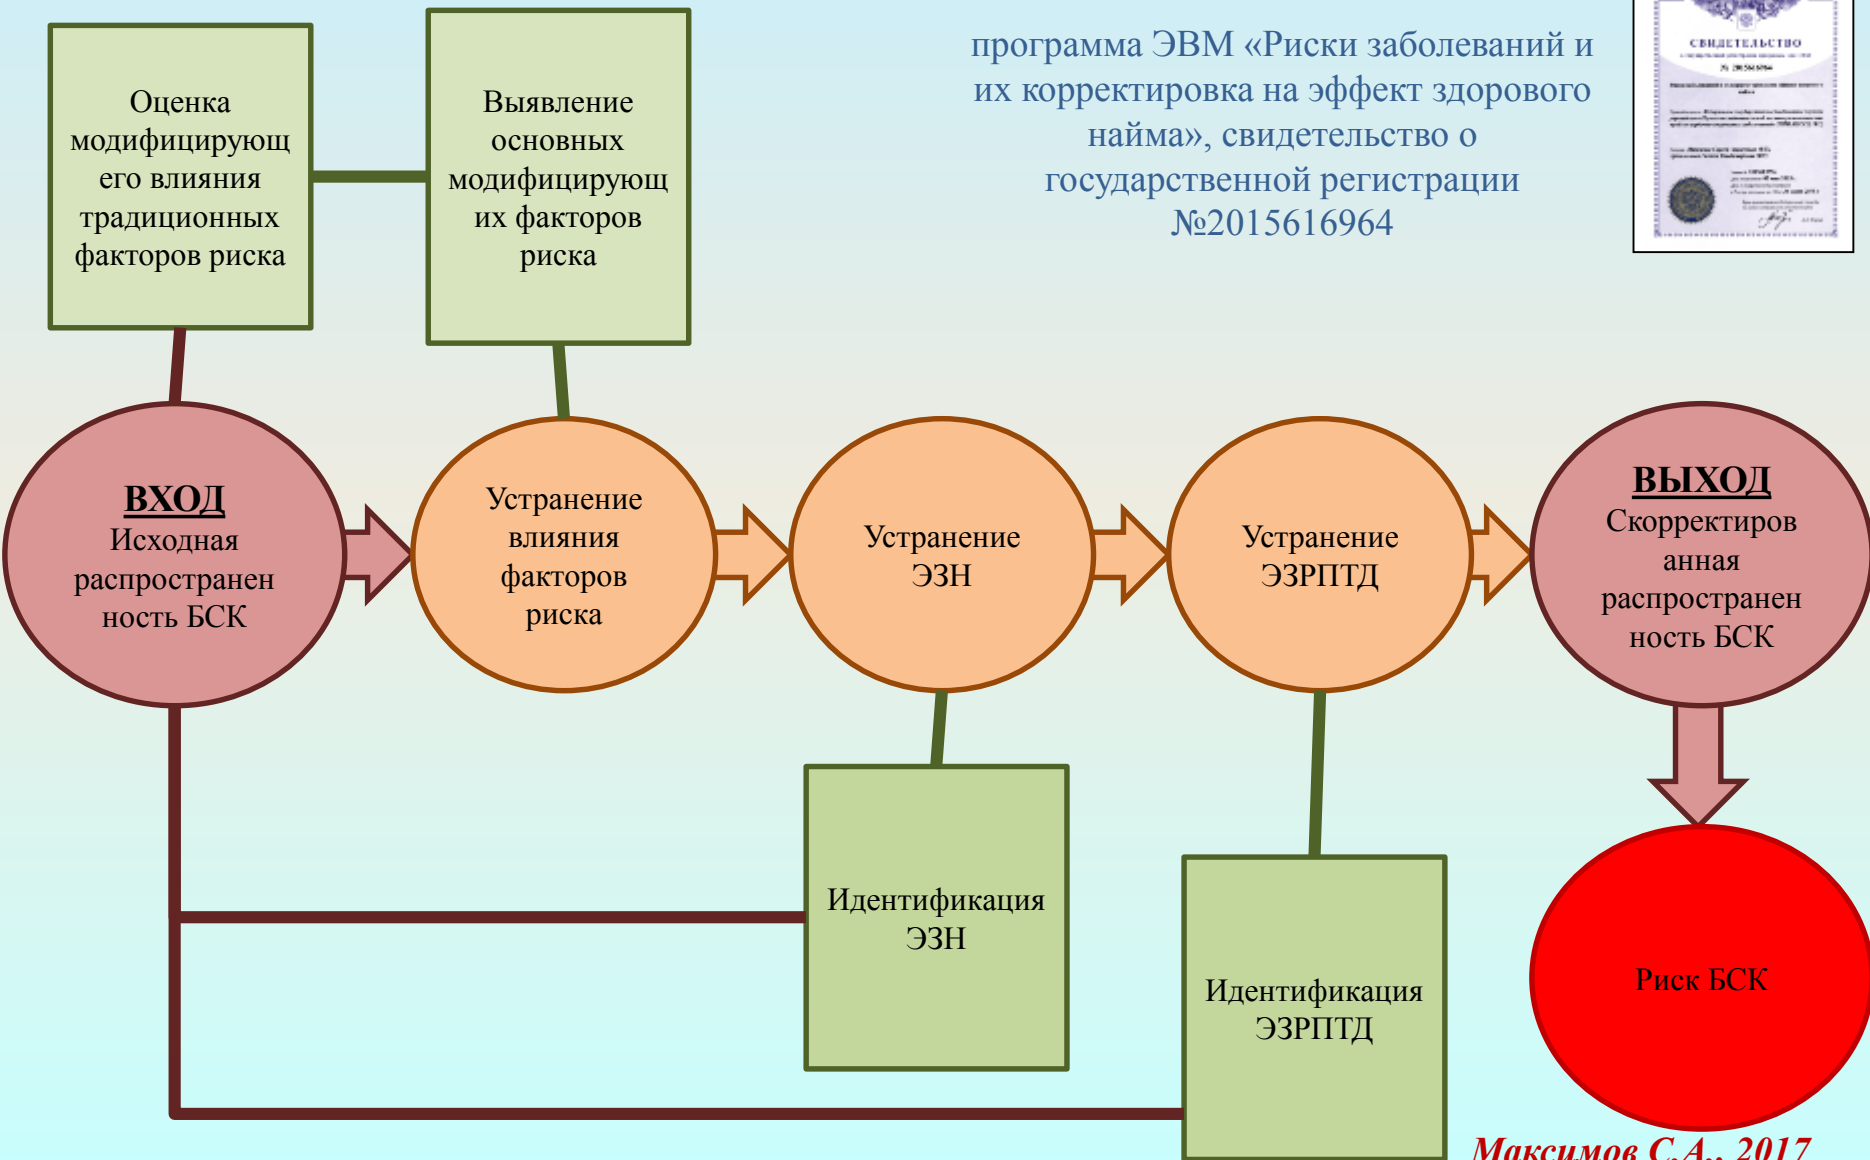 Оценка
модифицирующ
его влияния
традиционных
факторов риска
Выявление
основных
модифицирующ
их факторов
риска
программа ЭВМ «Риски заболеваний и
их корректировка на эффект здорового
найма», свидетельство о
государственной регистрации
№2015616964
СВИДЕТЕЛЬСТВО
№ 2015616964
ВХОД
Исходная
распространен
ность БСК
Устранение
влияния
факторов
риска
Устранение
ЭЗН
Устранение
ЭЗРПТД
ВЫХОД
Скорректиров
анная
распространен
ность БСК
Идентификация
ЭЗН
Идентификация
ЭЗРПТД
Риск БСК
Максимов С.А., 2017